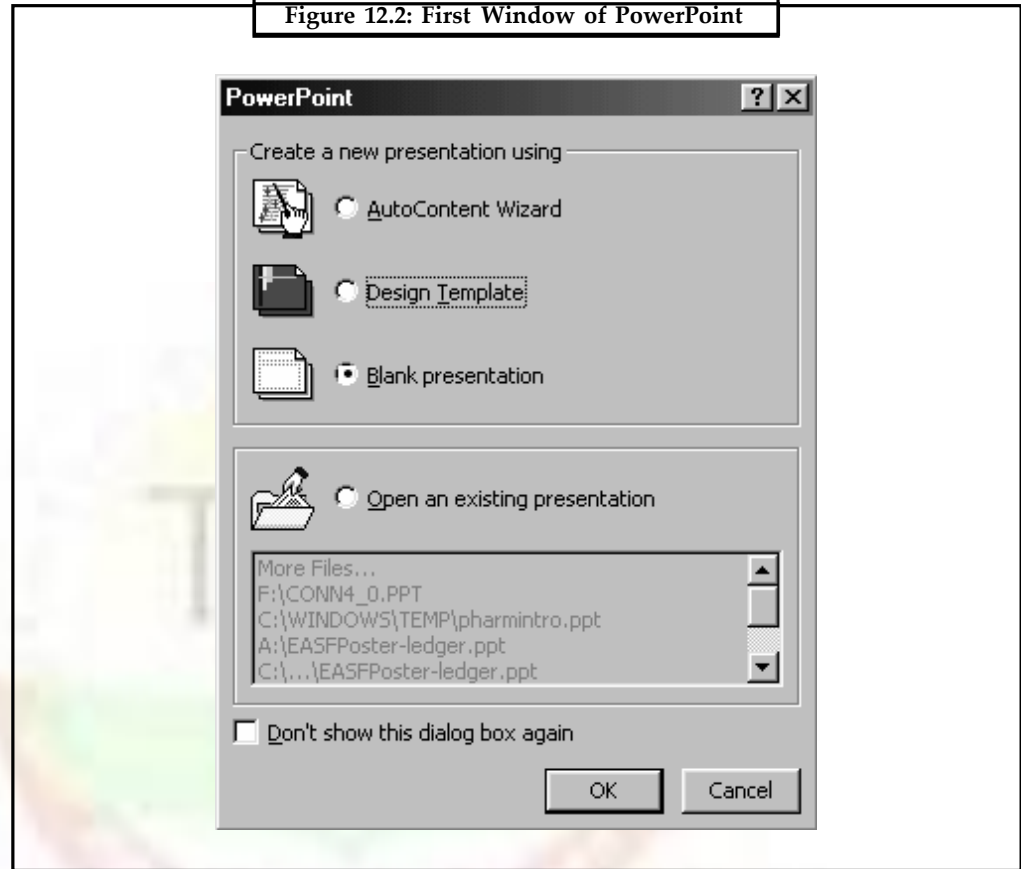 Figure 12.2: First Window of PowerPoint
PowerPoint
Create a new presentation using
AutoContent Wizard
Design Template
Blank presentation
Open an existing presentation
More Files...
F:\CONN4_0.PPT
C:\WINDOWS\TEMP\pharmintro.ppt
A:\EASFPoster-ledger.ppt
C:\...\EASFPoster-ledger.ppt
Don't show this dialog box again
OK Cancel